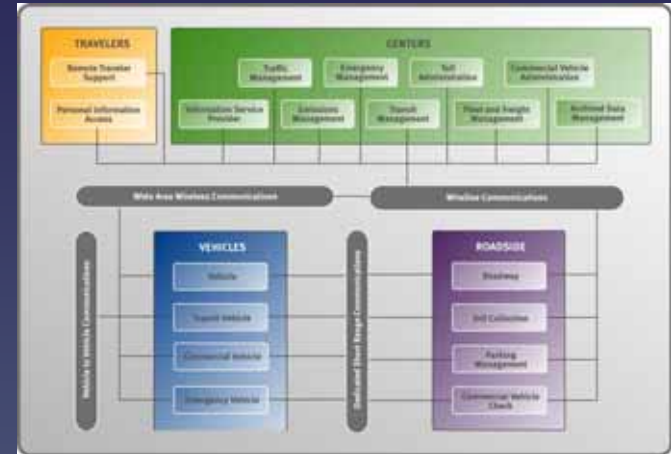 TRAVELERS
Remote Traveler
Support
Personal Information
Access
CENTERS
Traffic
Management
Emergency
Management
Toll
Administration
Commercial Vehicle
Administration
Information Service
Provider
Emissions
Management
Transit
Management
Fleet and Freight
Management
Archived Data
Management
Wide Area Wireless Communications
Wireline Communications
Vehicle to Vehicle Communications
VEHICLES
Vehicle
Transit Vehicle
Commercial Vehicle
Emergency Vehicle
Dedicated Short Range Communications
ROADSIDE
Roadway
Toll Collection
Parking
Management
Commercial Vehicle
Check